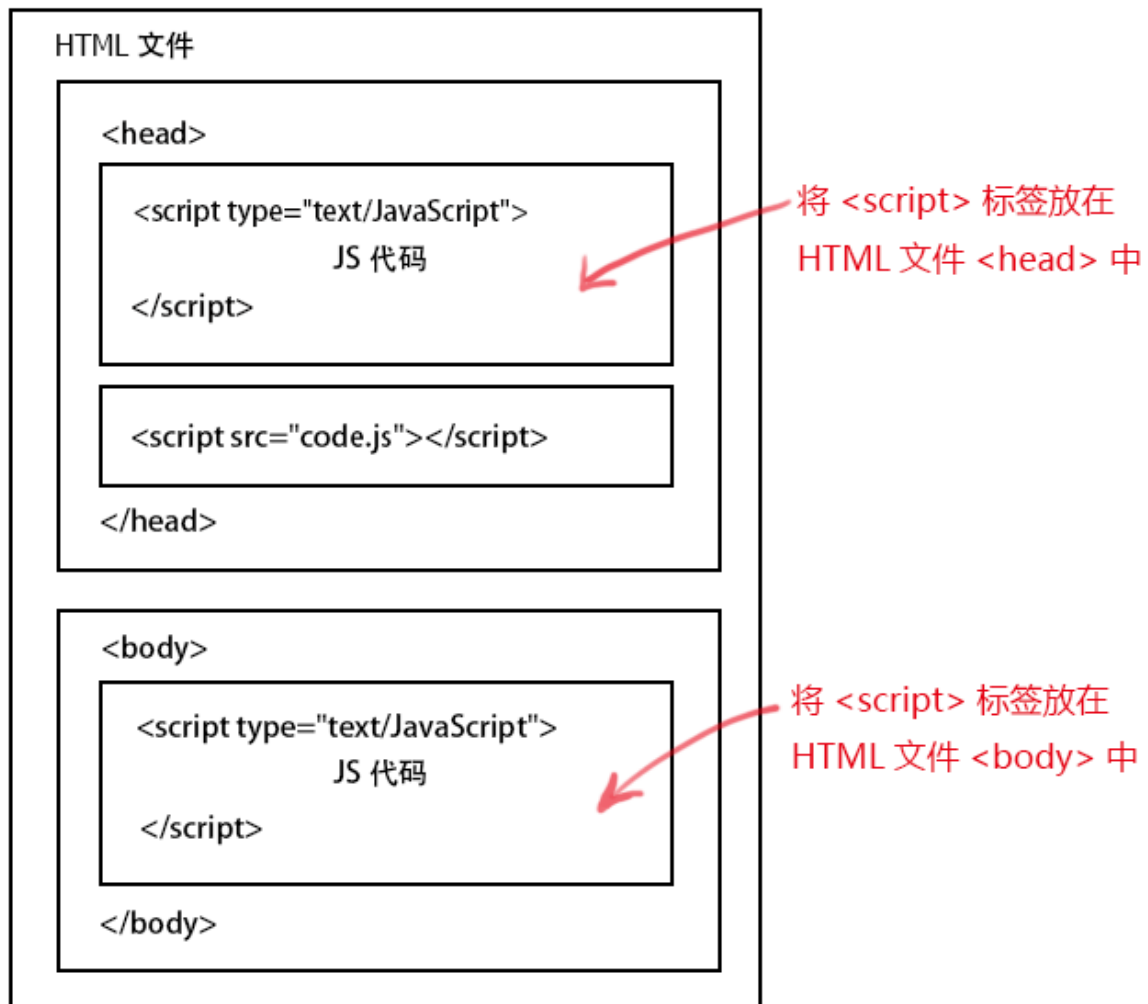 HTML 文件
<head>
<script type="text/JavaScript">
JS 代码
</script>
<script src="code.js"></script>
</head>
将 <script> 标签放在
HTML 文件 <head> 中
<body>
<script type="text/JavaScript">
JS 代码
</script>
</body>
将 <script> 标签放在
HTML 文件 <body> 中